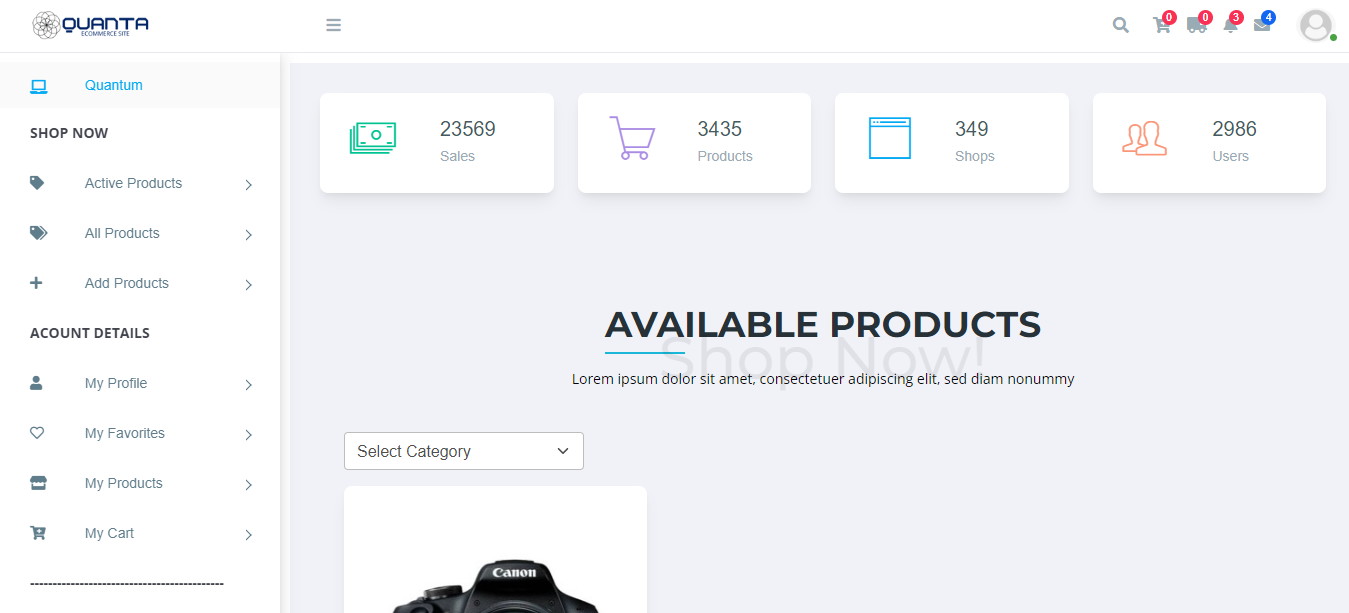 QUANTA
ECOMMERCE SITE
0
0
3
4
Quantum
SHOP NOW
Active Products
All Products
Add Products
ACOUNT DETAILS
My Profile
My Favorites
My Products
My Cart
-------------------------------------------
23569
Sales
3435
Products
349
Shops
2986
Users
AVAILABLE PRODUCTS
Shop Now!
Lorem ipsum dolor sit amet, consectetuer adipiscing elit, sed diam nonummy
Select Category
Canon